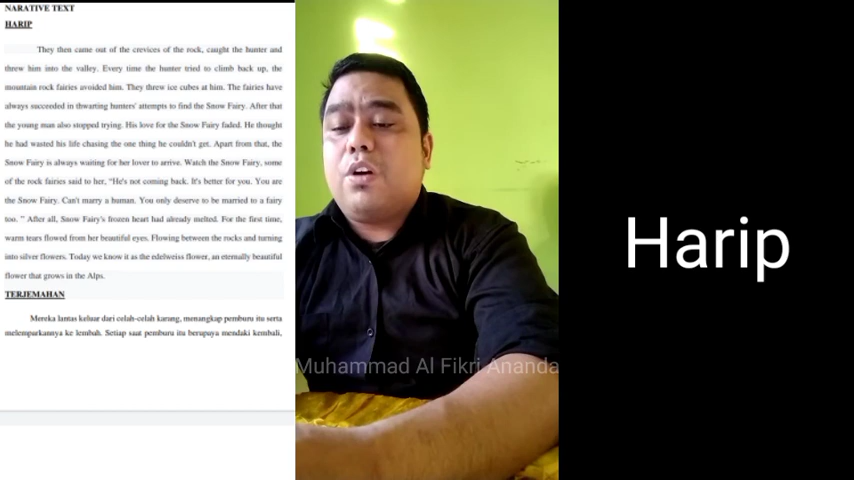 NARATIVE TEXT
HARIP
They then came out of the crevices of the rock, caught the hunter and
threw him into the valley. Every time the hunter tried to climb back up, the
mountain rock fairies avoided him. They threw ice cubes at him. The fairies have
always succeeded in thwarting hunters' attempts to find the Snow Fairy. After that
the young man also stopped trying. His love for the Snow Fairy faded. He thought
he had wasted his life chasing the one thing he couldn't get. Apart from that, the
Snow Fairy is always waiting for her lover to arrive. Watch the Snow Fairy, some
of the rock fairies said to her, “He's not coming back. It's better for you. You are
the Snow Fairy. Can't marry a human. You only deserve to be married to a fairy
too. ” After all, Snow Fairy's frozen heart had already melted. For the first time,
warm tears flowed from her beautiful eyes. Flowing between the rocks and turning
into silver flowers. Today we know it as the edelweiss flower, an eternally beautiful
flower that grows in the Alps.
TERJEMAHAN
Mereka lantas keluar dari celah-celah karang, menangkap pemburu itu serta
melemparkannya ke lembah. Setiap saat pemburu itu berupaya mendaki kembali,
Muhammad Al Fikri Ananda
Harip